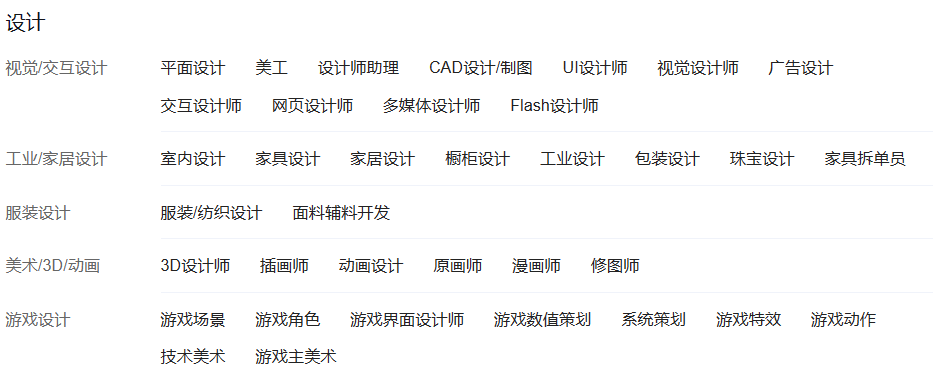 设计
视觉/交互设计 平面设计 美工 设计师助理 CAD设计/制图 UI设计师 视觉设计师 广告设计
交互设计师 网页设计师 多媒体设计师 Flash设计师
工业/家居设计 室内设计 家具设计 家居设计 橱柜设计 工业设计 包装设计 珠宝设计 家具拆单员
服装设计 服装/纺织设计 面料辅料开发
美术/3D/动画 3D设计师 插画师 动画设计 原画师 漫画师 修图师
游戏设计 游戏场景 游戏角色 游戏界面设计师 游戏数值策划 系统策划 游戏特效 游戏动作
技术美术 游戏主美术